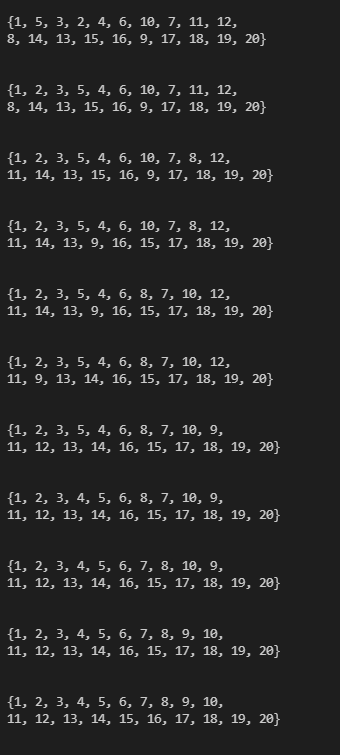 {1, 5, 3, 2, 4, 6, 10, 7, 11, 12,
8, 14, 13, 15, 16, 9, 17, 18, 19, 20}
{1, 2, 3, 5, 4, 6, 10, 7, 11, 12,
8, 14, 13, 15, 16, 9, 17, 18, 19, 20}
{1, 2, 3, 5, 4, 6, 10, 7, 8, 12,
11, 14, 13, 15, 16, 9, 17, 18, 19, 20}
{1, 2, 3, 5, 4, 6, 10, 7, 8, 12,
11, 14, 13, 9, 16, 15, 17, 18, 19, 20}
{1, 2, 3, 5, 4, 6, 8, 7, 10, 12,
11, 14, 13, 9, 16, 15, 17, 18, 19, 20}
{1, 2, 3, 5, 4, 6, 8, 7, 10, 12,
11, 9, 13, 14, 16, 15, 17, 18, 19, 20}
{1, 2, 3, 5, 4, 6, 8, 7, 10, 9,
11, 12, 13, 14, 16, 15, 17, 18, 19, 20}
{1, 2, 3, 4, 5, 6, 8, 7, 10, 9,
11, 12, 13, 14, 16, 15, 17, 18, 19, 20}
{1, 2, 3, 4, 5, 6, 7, 8, 10, 9,
11, 12, 13, 14, 16, 15, 17, 18, 19, 20}
{1, 2, 3, 4, 5, 6, 7, 8, 9, 10,
11, 12, 13, 14, 16, 15, 17, 18, 19, 20}
{1, 2, 3, 4, 5, 6, 7, 8, 9, 10,
11, 12, 13, 14, 15, 16, 17, 18, 19, 20}